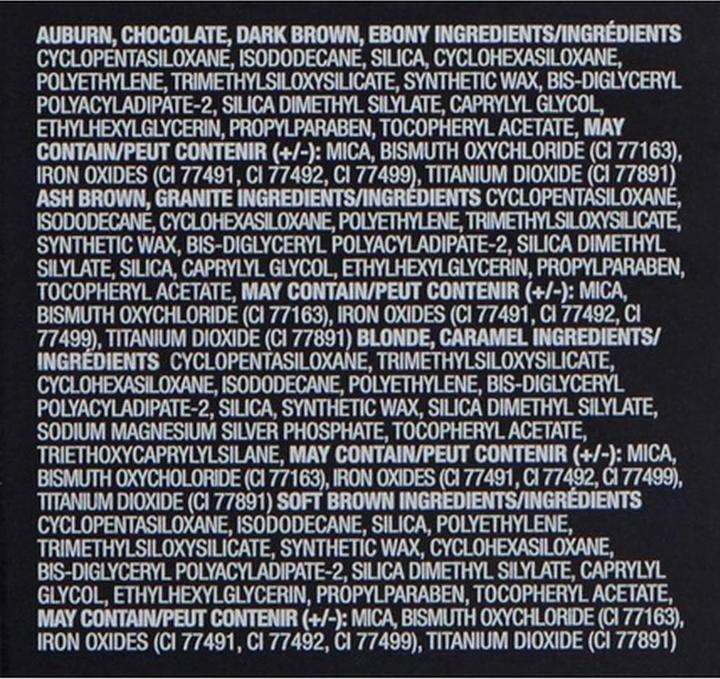 AUBURN, CHOCOLATE, DARK BROWN, EBONY INGREDIENTS/INGRÉDIENTS
CYCLOPENTASILOXANE, ISODODECANE, SILICA, CYCLOHEXASILOXANE,
POLYETHYLENE, TRIMETHYLSILOXYSILICATE, SYNTHETIC WAX, BIS-DIGLYCERYL
POLYACYLADIPATE-2, SILICA DIMETHYL SILYLATE, CAPRYLYL GLYCOL,
ETHYLHEXYLGLYCERIN, PROPYLPARABEN, TOCOPHERYL ACETATE, MAY
CONTAIN/PEUT CONTENIR (+/-): MICA, BISMUTH OXYCHLORIDE (CI 77163),
IRON OXIDES (CI 77491, CI 77492, CI 77499), TITANIUM DIOXIDE (CI 77891)
ASH BROWN, GRANITE INGREDIENTS/INGRÉDIENTS CYCLOPENTASILOXANE,
ISODODECANE, CYCLOHEXASILOXANE, POLYETHYLENE, TRIMETHYLSILOXYSILICATE,
SYNTHETIC WAX, BIS-DIGLYCERYL POLYACYLADIPATE-2, SILICA DIMETHYL
SILYLATE, SILICA, CAPRYLYL GLYCOL, ETHYLHEXYLGLYCERIN, PROPYLPARABEN,
TOCOPHERYL ACETATE, MAY CONTAIN/PEUT CONTENIR (+/-): MICA,
BISMUTH OXYCHLORIDE (CI 77163), IRON OXIDES (CI 77491, CI 77492, CI
77499), TITANIUM DIOXIDE (CI 77891) BLONDE, CARAMEL INGREDIENTS/
INGRÉDIENTS CYCLOPENTASILOXANE, TRIMETHYLSILOXYSILICATE,
CYCLOHEXASILOXANE, ISODODECANE, POLYETHYLENE, BIS-DIGLYCERYL
POLYACYLADIPATE-2, SILICA, SYNTHETIC WAX, SILICA DIMETHYL SILYLATE,
SODIUM MAGNESIUM SILVER PHOSPHATE, TOCOPHERYL ACETATE,
TRIETHOXYCAPRYLYLSILANE, MAY CONTAIN/PEUT CONTENIR (+/-): MICA,
BISMUTH OXYCHOLORIDE (CI 77163), IRON OXIDES (CI 77491, CI 77492, CI 77499),
TITANIUM DIOXIDE (CI 77891) SOFT BROWN INGREDIENTS/INGRÉDIENTS
CYCLOPENTASILOXANE, ISODODECANE, SILICA, POLYETHYLENE,
TRIMETHYLSILOXYSILICATE, SYNTHETIC WAX, CYCLOHEXASILOXANE,
BIS-DIGLYCERYL POLYACYLADIPATE-2, SILICA DIMETHYL SILYLATE, CAPRYLYL
GLYCOL, ETHYLHEXYLGLYCERIN, PROPYLPARABEN, TOCOPHERYL ACETATE,
MAY CONTAIN/PEUT CONTENIR (+/-): MICA, BISMUTH OXYCHLORIDE (CI 77163),
IRON OXIDES (CI 77491, CI 77492, CI 77499), TITANIUM DIOXIDE (CI 77891)